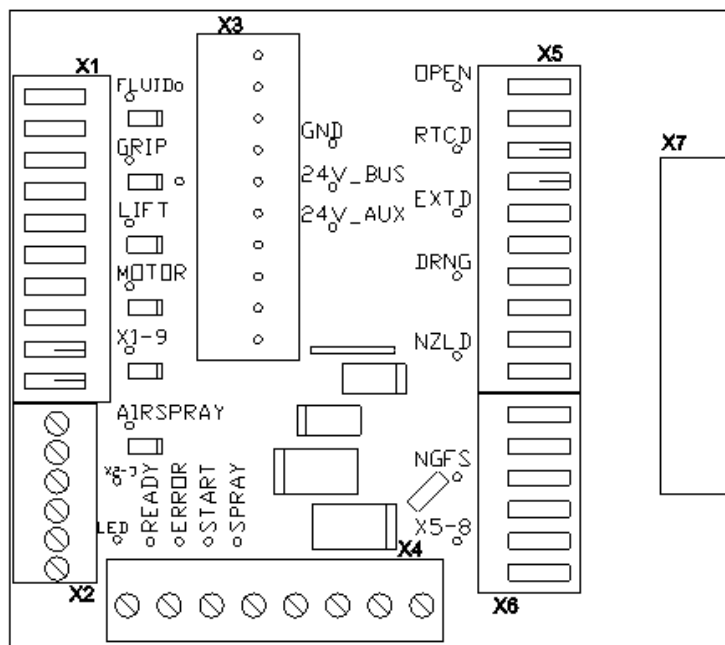 X1
X3
X5
X7
FLUID
GRIP
LIFT
MOTOR
X1-9
AIRSPRAY
GND
24V_BUS
24V_AUX
OPEN
RTCD
EXTD
DRNG
NZLD
NGFS
X5-8
LED
READY
ERROR
START
SPRAY
X2
X4
X6